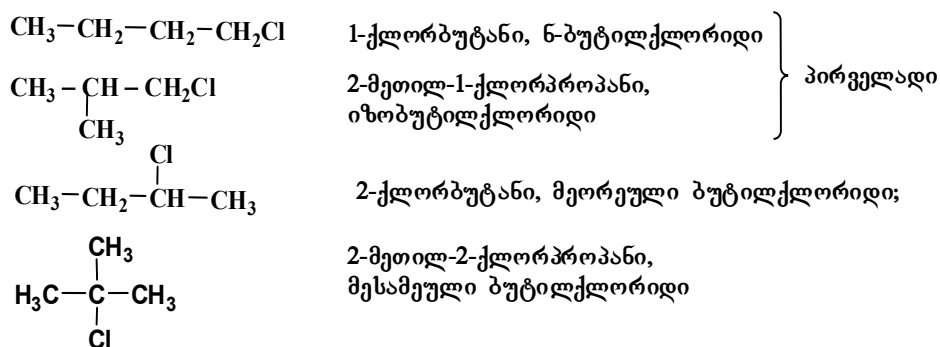 CH₃–CH₂–CH₂–CH₂Cl 1-ქლორბუტანი, ნ-ბუტილქლორიდი
პირველადი
CH₃–CH–CH₂Cl 2-მეთილ-1-ქლორპროპანი,
CH₃ იზობუტილქლორიდი
Cl
CH₃–CH₂–CH–CH₃ 2-ქლორბუტანი, მეორეული ბუტილქლორიდი;
CH₃ 2-მეთილ-2-ქლორპროპანი,
H₃C–C–CH₃ მესამეული ბუტილქლორიდი
Cl